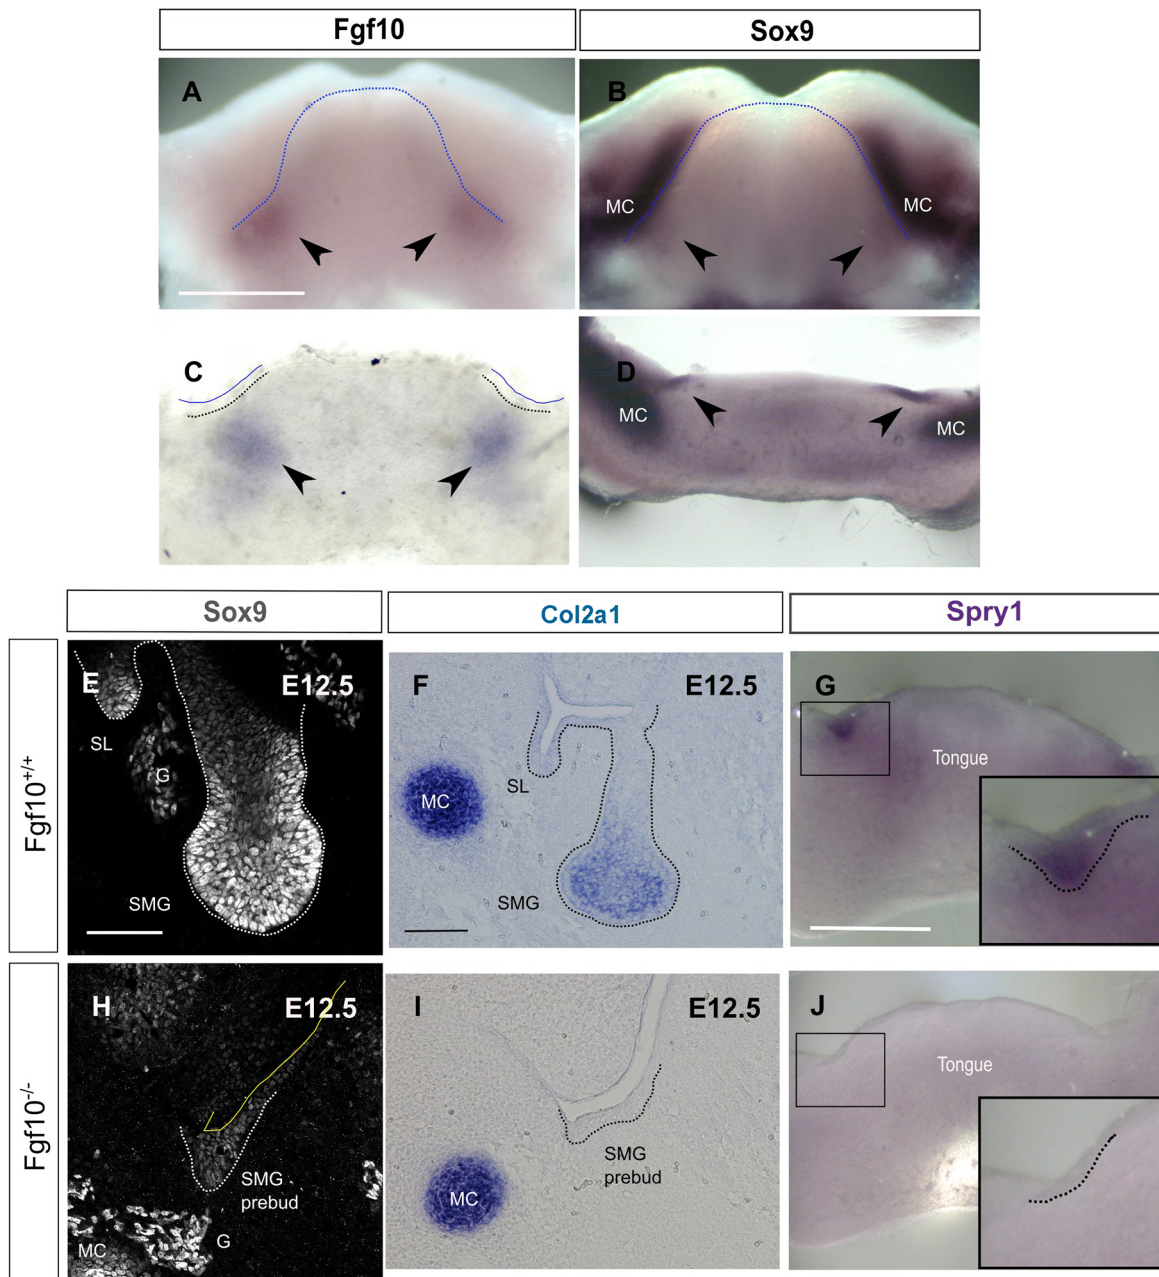 Fgf10
Sox9
A
B
MC
MC
C
D
MC
MC
Sox9
Col2a1
Spry1
Fgf10+/+
E
E12.5
SL
G
SMG
F
E12.5
MC
SL
SMG
G
Tongue
Fgf10-/-
H
E12.5
SMG
prebud
MC
G
I
E12.5
SMG
prebud
MC
J
Tongue